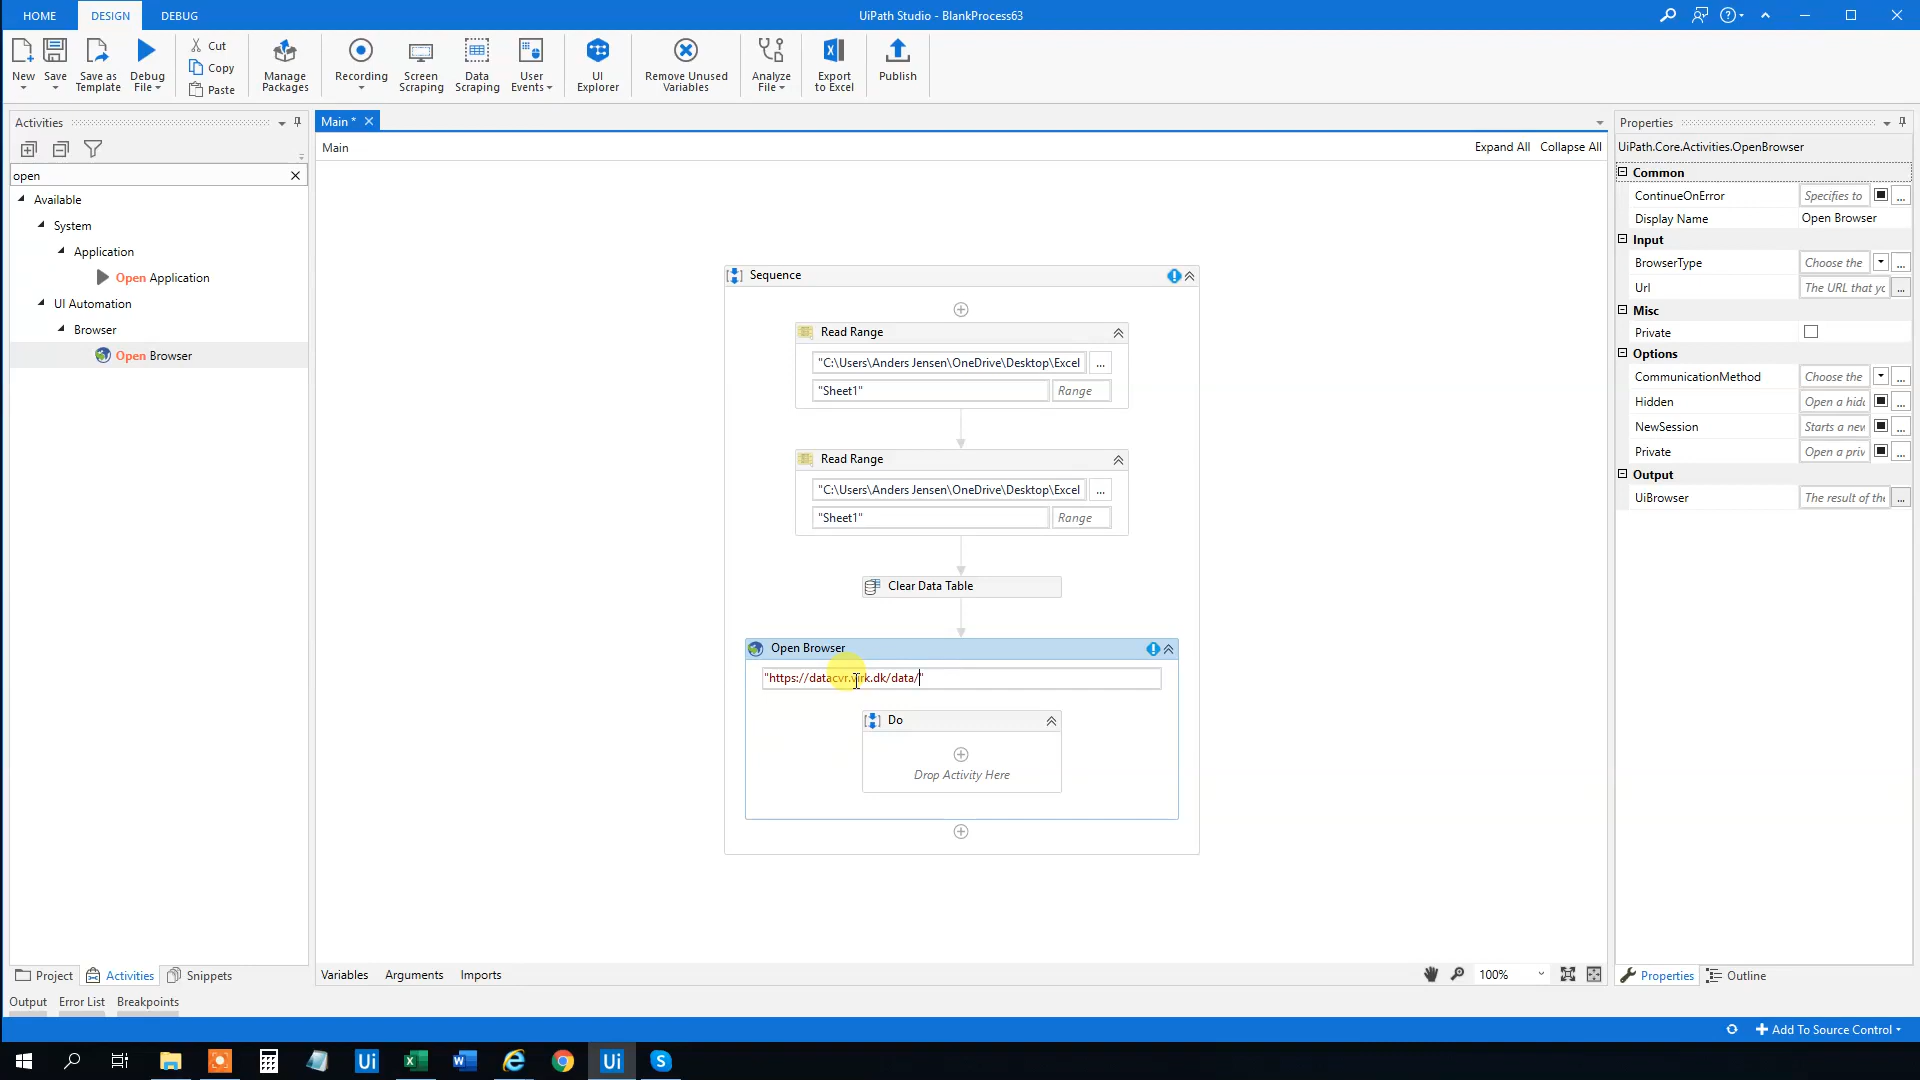 HOME
DESIGN
DEBUG
UiPath Studio - BlankProcess63
New
Save
Save as Template
Debug File
Cut
Copy
Paste
Manage Packages
Recording
Screen Scraping
Data Scraping
User Events
UI Explorer
Remove Unused Variables
Analyze File
Export to Excel
Publish
Activities
open
Available
System
Application
Open Application
UI Automation
Browser
Open Browser
Main *
Main
Expand All Collapse All
Sequence
Read Range
"C:\Users\Anders Jensen\OneDrive\Desktop\Excel
...
"Sheet1"
Range
Read Range
"C:\Users\Anders Jensen\OneDrive\Desktop\Excel
...
"Sheet1"
Range
Clear Data Table
Open Browser
"https://datacvr.virk.dk/data/"
Do
Drop Activity Here
Properties
UiPath.Core.Activities.OpenBrowser
Common
ContinueOnError Specifies to ...
Display Name Open Browser
Input
BrowserType Choose the ...
Url The URL that yo ...
Misc
Private
Options
CommunicationMethod Choose the ...
Hidden Open a hidd ...
NewSession Starts a new ...
Private Open a priv ...
Output
UiBrowser The result of the ...
Project
Activities
Snippets
Variables
Arguments
Imports
100%
Properties
Outline
Output
Error List
Breakpoints
Add To Source Control
Ui
Ui